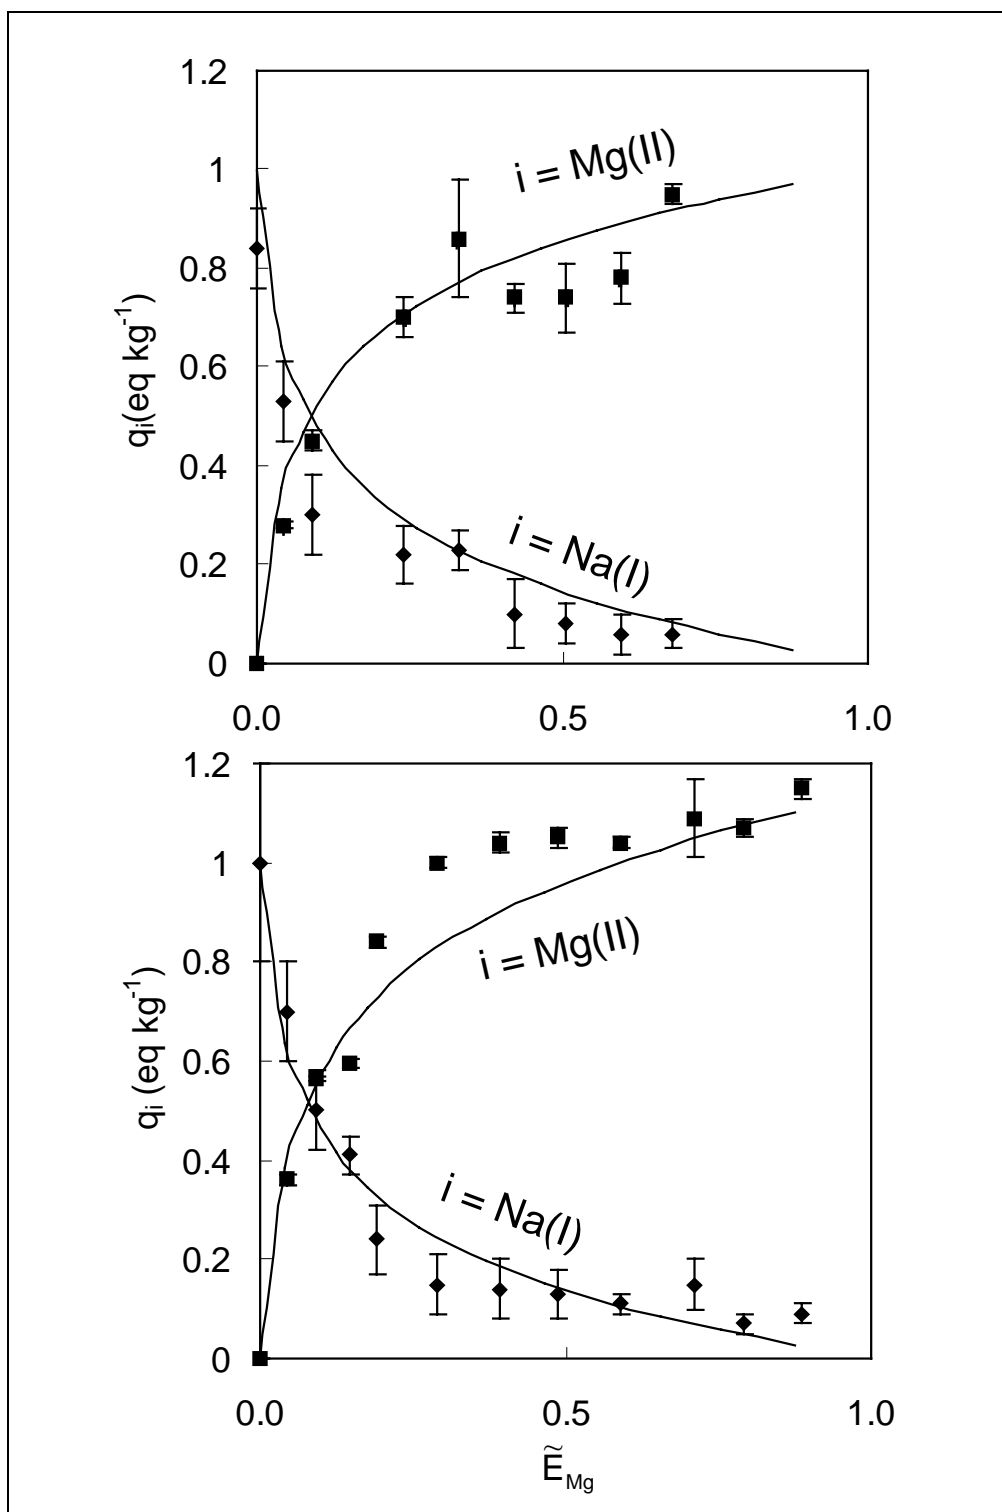 1.2
i = Mg(II)
1
0.8
qi(eq kg-1)
0.6
0.4
i = Na(I)
0.2
0
0.0 0.5 1.0
1.2
1
i = Mg(II)
0.8
qi (eq kg-1)
0.6
0.4
i = Na(I)
0.2
0
0.0 0.5 1.0
ẼMg